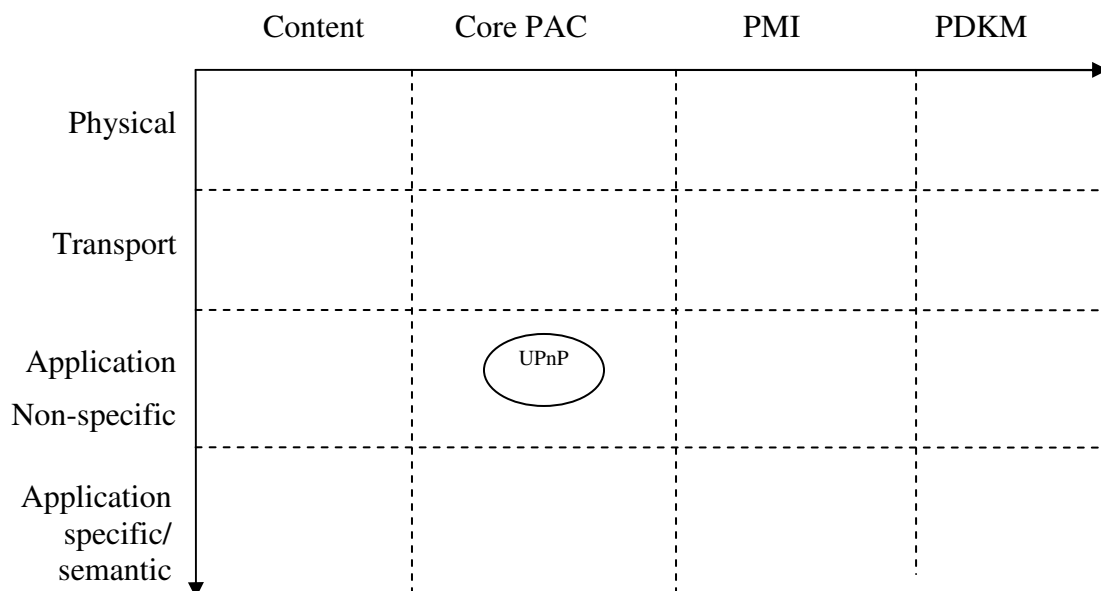 Content Core PAC PMI PDKM
Physical
Transport
Application
Non-specific
UPnP
Application
specific/
semantic